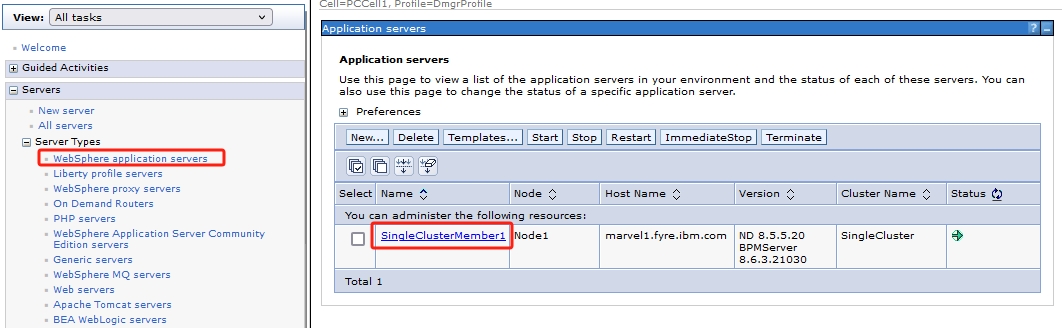 View: All tasks
Welcome
Guided Activities
Servers
New server
All servers
Server Types
WebSphere application servers
Liberty profile servers
WebSphere proxy servers
On Demand Routers
PHP servers
WebSphere Application Server Community
Edition servers
Generic servers
WebSphere MQ servers
Web servers
Apache Tomcat servers
BEA WebLogic servers
Cell=PCCell1, Profile=DmgrProfile
Application servers
? –
Application servers
Use this page to view a list of the application servers in your environment and the status of each of these servers. You can
also use this page to change the status of a specific application server.
Preferences
New... Delete Templates... Start Stop Restart ImmediateStop Terminate
Select Name Node Host Name Version Cluster Name Status
You can administer the following resources:
SingleClusterMember1 Node1 marvel1.fyre.ibm.com ND 8.5.5.20 SingleCluster
BPMServer
8.6.3.21030
Total 1